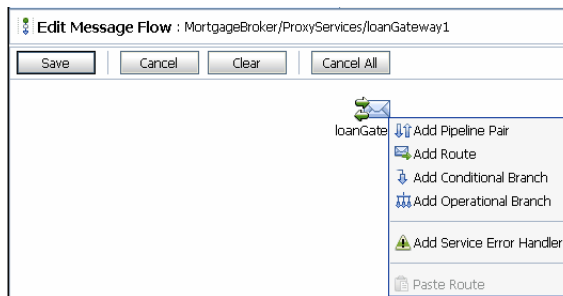 Edit Message Flow : MortgageBroker/ProxyServices/loanGateway1
Save Cancel Clear Cancel All
loanGate
Add Pipeline Pair
Add Route
Add Conditional Branch
Add Operational Branch
Add Service Error Handler
Paste Route